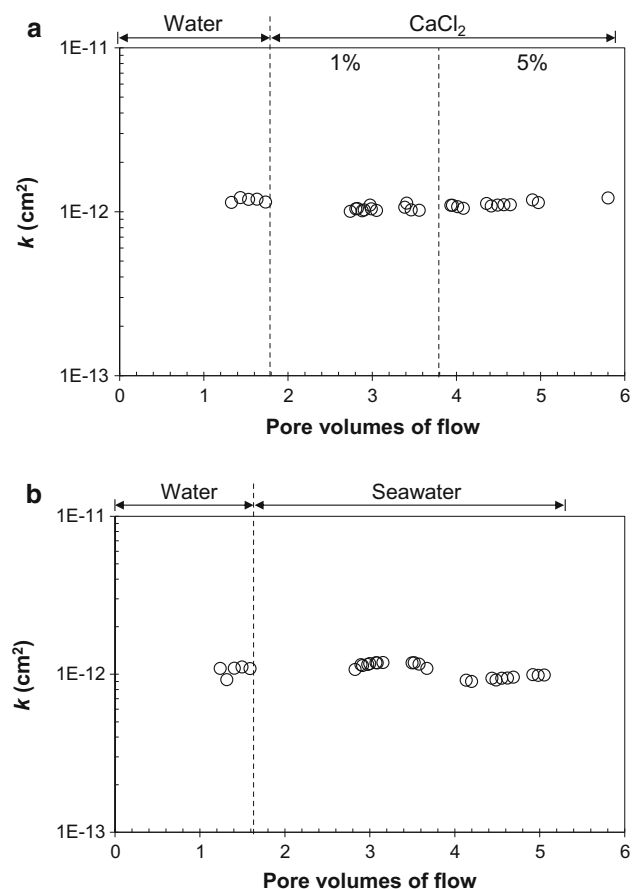 a
Water
CaCl₂
1%
5%
1E-11
1E-12
1E-13
k (cm²)
0 1 2 3 4 5 6
Pore volumes of flow
b
Water
Seawater
1E-11
1E-12
1E-13
k (cm²)
0 1 2 3 4 5 6
Pore volumes of flow